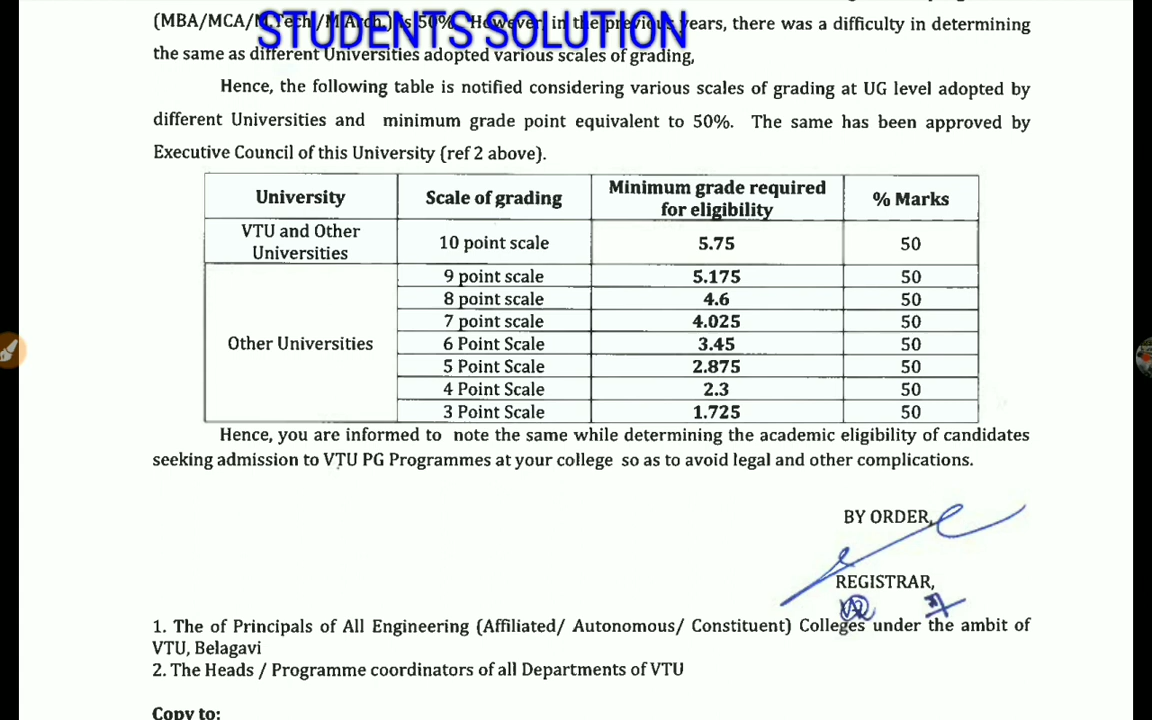 (MBA/MCA/M.Tech./M.Arch.) is 50%. However, in the previous years, there was a difficulty in determining
STUDENTS SOLUTION
the same as different Universities adopted various scales of grading,
Hence, the following table is notified considering various scales of grading at UG level adopted by
different Universities and minimum grade point equivalent to 50%. The same has been approved by
Executive Council of this University (ref 2 above).
University Scale of grading Minimum grade required for eligibility % Marks
VTU and Other Universities 10 point scale 5.75 50
Other Universities 9 point scale 5.175 50
8 point scale 4.6 50
7 point scale 4.025 50
6 Point Scale 3.45 50
5 Point Scale 2.875 50
4 Point Scale 2.3 50
3 Point Scale 1.725 50
Hence, you are informed to note the same while determining the academic eligibility of candidates
seeking admission to VTU PG Programmes at your college so as to avoid legal and other complications.
BY ORDER,
REGISTRAR,
1. The of Principals of All Engineering (Affiliated/ Autonomous/ Constituent) Colleges under the ambit of
VTU, Belagavi
2. The Heads / Programme coordinators of all Departments of VTU
Copy to: